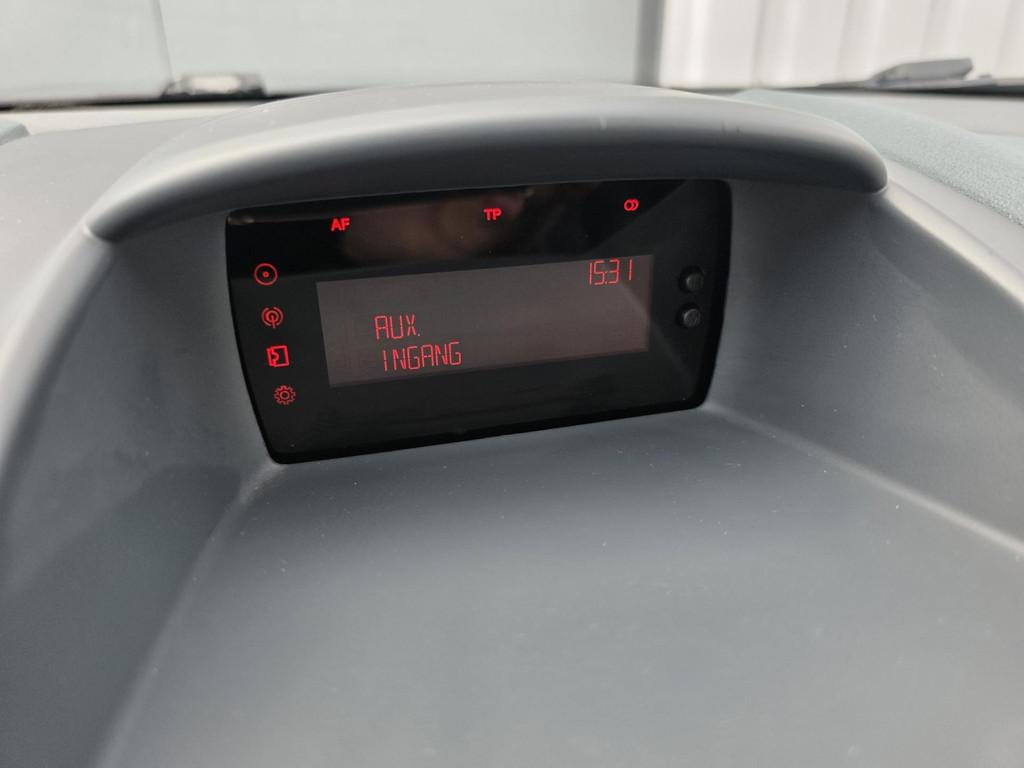 AF TP
15:31
AUX.
INGANG